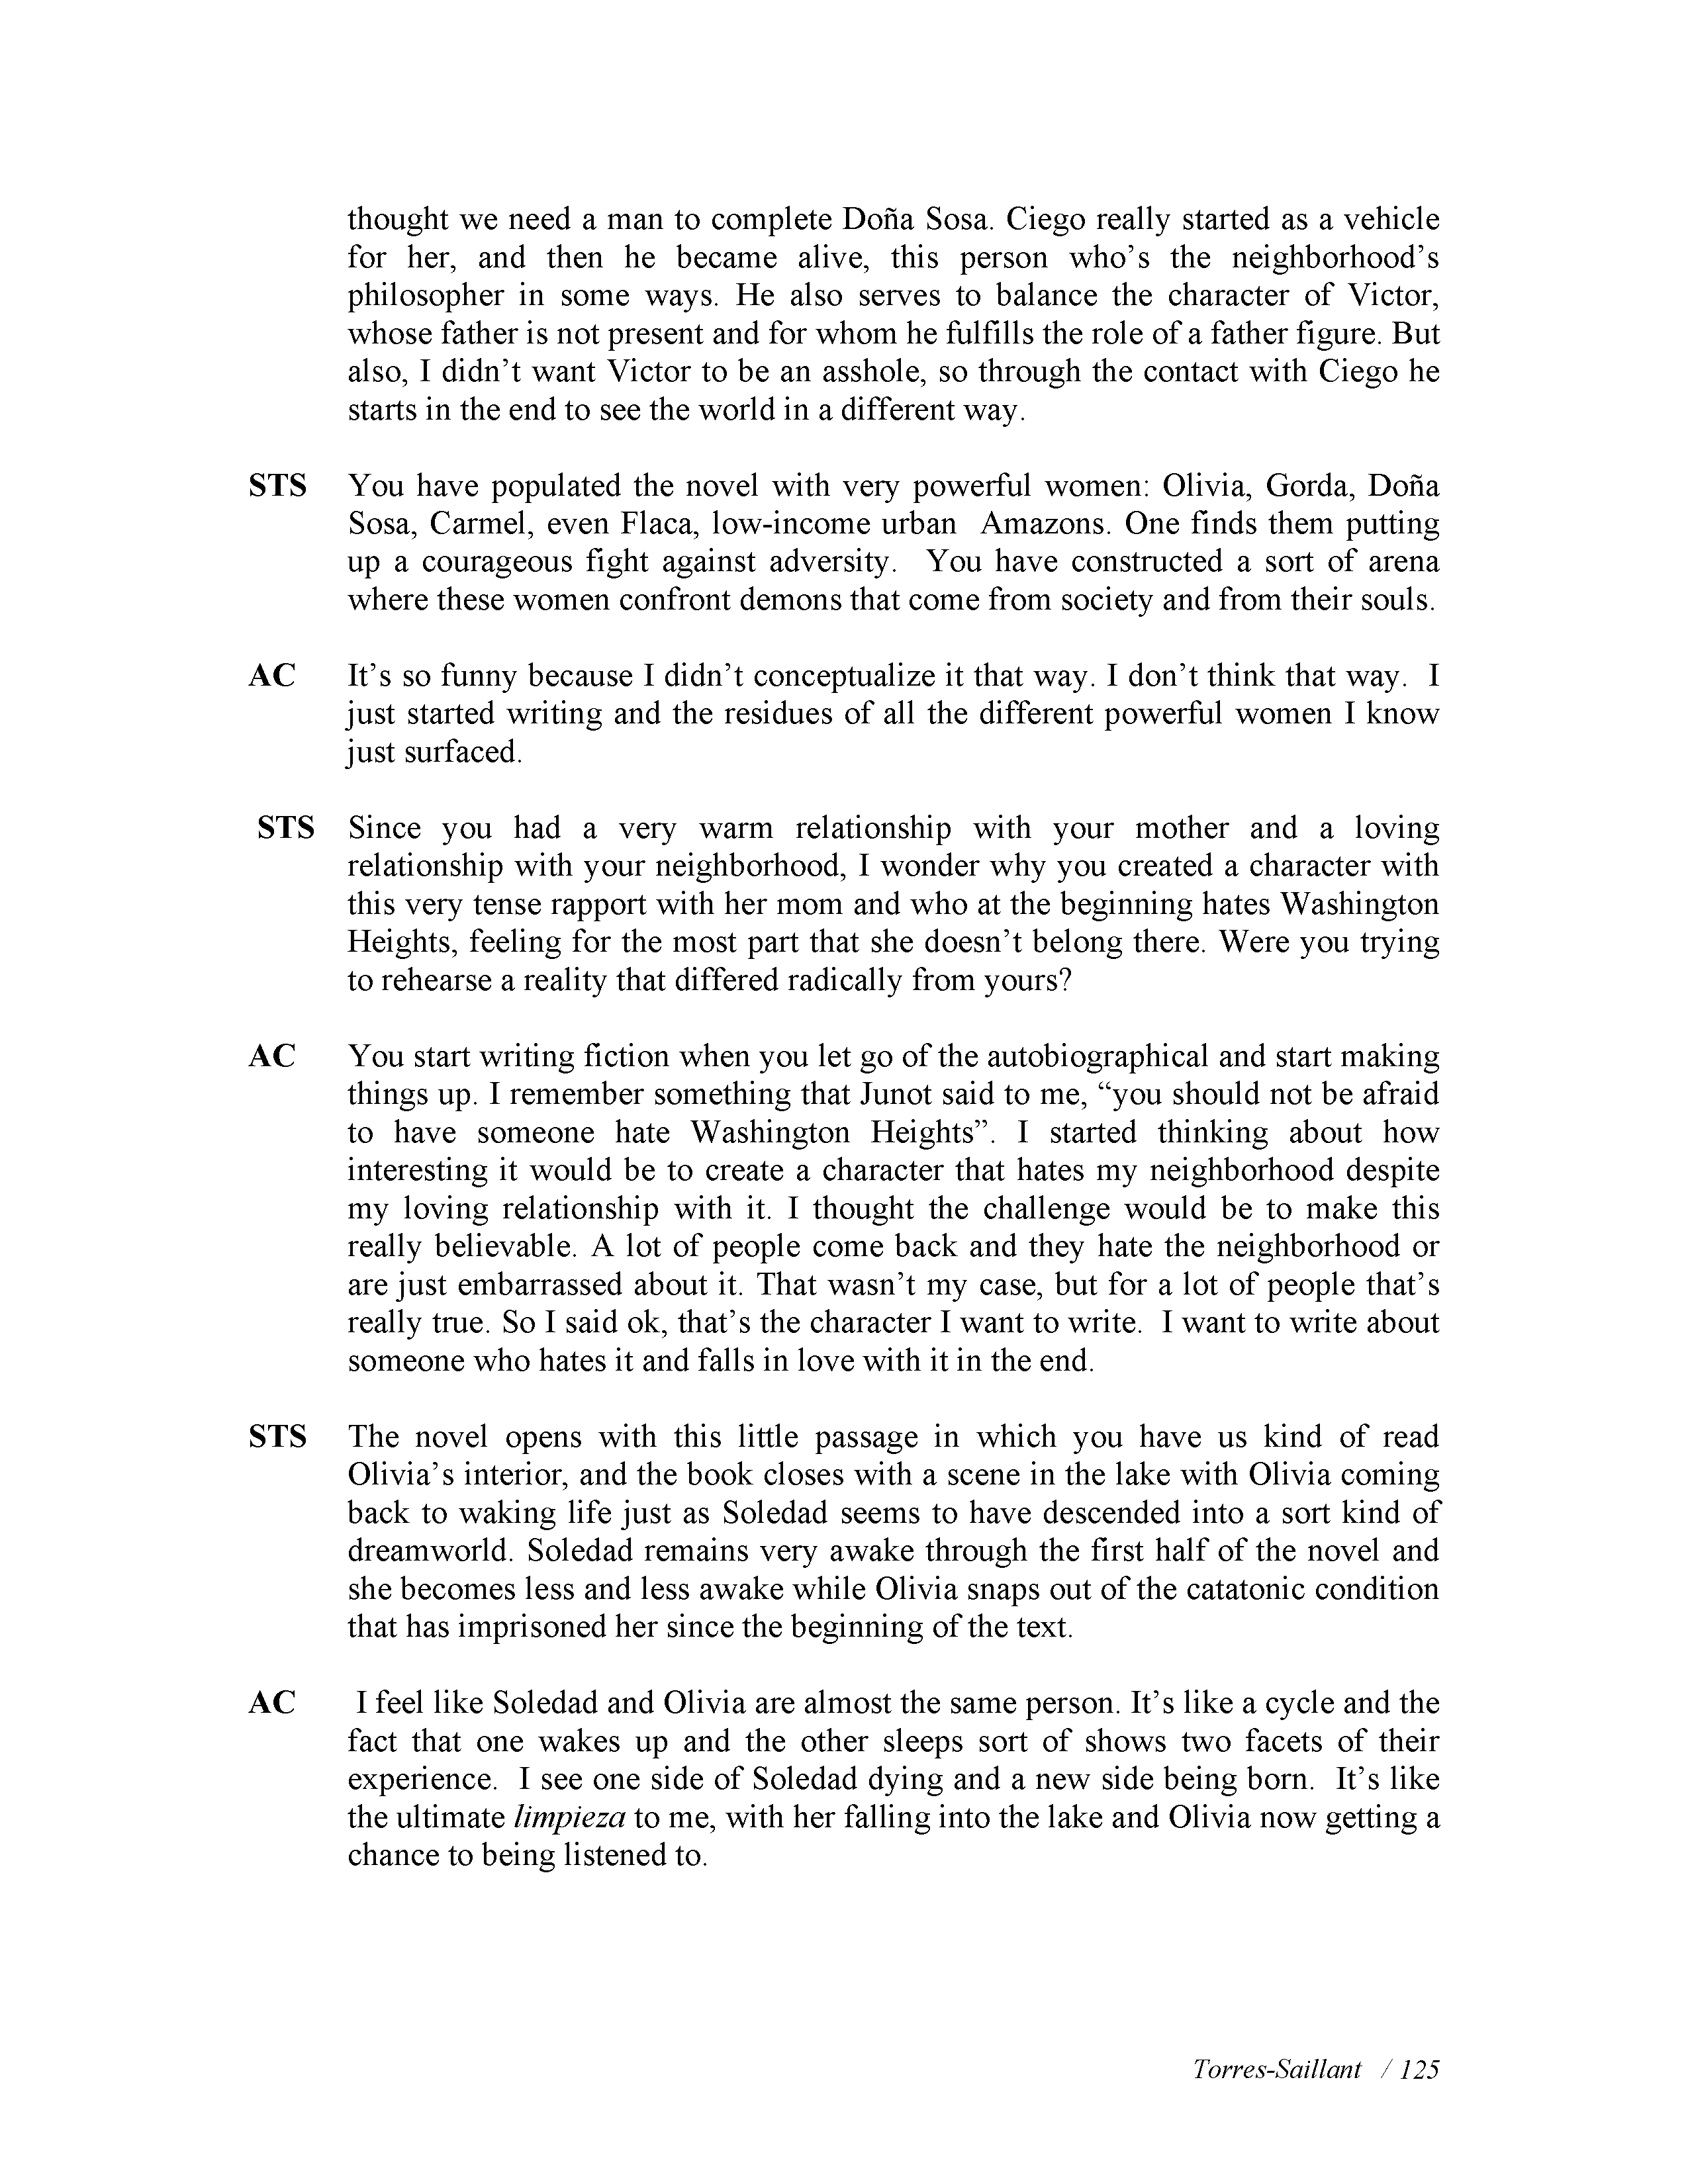 thought we need a man to complete Doña Sosa. Ciego really started as a vehicle
for her, and then he became alive, this person who’s the neighborhood’s
philosopher in some ways. He also serves to balance the character of Victor,
whose father is not present and for whom he fulfills the role of a father figure. But
also, I didn’t want Victor to be an asshole, so through the contact with Ciego he
starts in the end to see the world in a different way.
STS You have populated the novel with very powerful women: Olivia, Gorda, Doña
Sosa, Carmel, even Flaca, low-income urban Amazons. One finds them putting
up a courageous fight against adversity. You have constructed a sort of arena
where these women confront demons that come from society and from their souls.
AC It’s so funny because I didn’t conceptualize it that way. I don’t think that way. I
just started writing and the residues of all the different powerful women I know
just surfaced.
STS Since you had a very warm relationship with your mother and a loving
relationship with your neighborhood, I wonder why you created a character with
this very tense rapport with her mom and who at the beginning hates Washington
Heights, feeling for the most part that she doesn’t belong there. Were you trying
to rehearse a reality that differed radically from yours?
AC You start writing fiction when you let go of the autobiographical and start making
things up. I remember something that Junot said to me, “you should not be afraid
to have someone hate Washington Heights”. I started thinking about how
interesting it would be to create a character that hates my neighborhood despite
my loving relationship with it. I thought the challenge would be to make this
really believable. A lot of people come back and they hate the neighborhood or
are just embarrassed about it. That wasn’t my case, but for a lot of people that’s
really true. So I said ok, that’s the character I want to write. I want to write about
someone who hates it and falls in love with it in the end.
STS The novel opens with this little passage in which you have us kind of read
Olivia’s interior, and the book closes with a scene in the lake with Olivia coming
back to waking life just as Soledad seems to have descended into a sort kind of
dreamworld. Soledad remains very awake through the first half of the novel and
she becomes less and less awake while Olivia snaps out of the catatonic condition
that has imprisoned her since the beginning of the text.
AC I feel like Soledad and Olivia are almost the same person. It’s like a cycle and the
fact that one wakes up and the other sleeps sort of shows two facets of their
experience. I see one side of Soledad dying and a new side being born. It’s like
the ultimate limpieza to me, with her falling into the lake and Olivia now getting a
chance to being listened to.
Torres-Saillant / 125